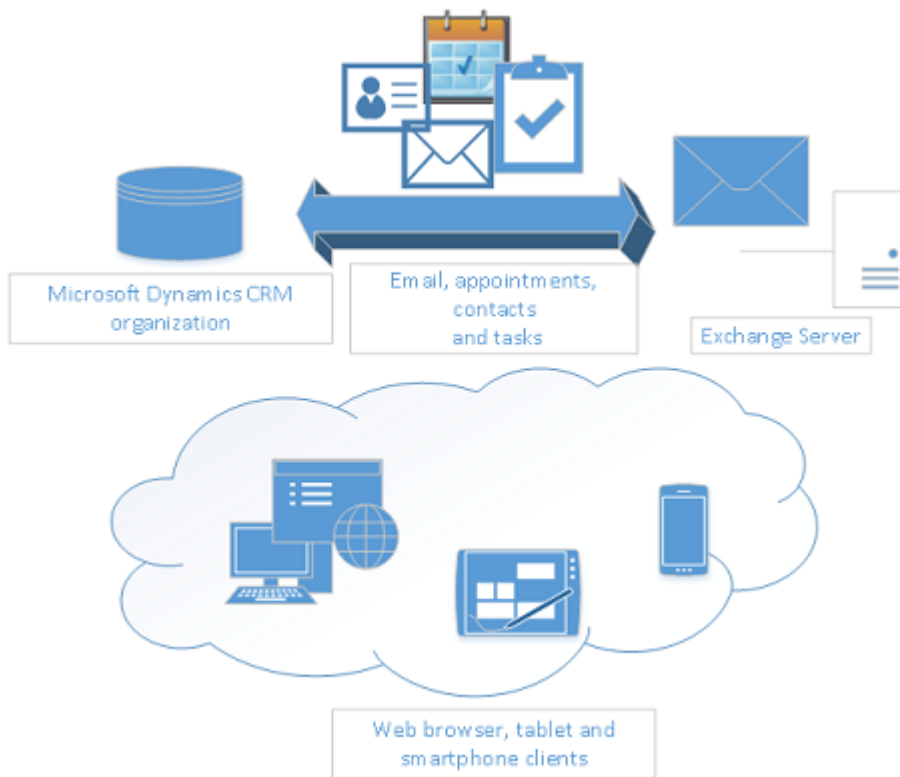 Microsoft Dynamics CRM
organization
Email, appointments,
contacts
and tasks
Exchange Server
Web browser, tablet and
smartphone clients